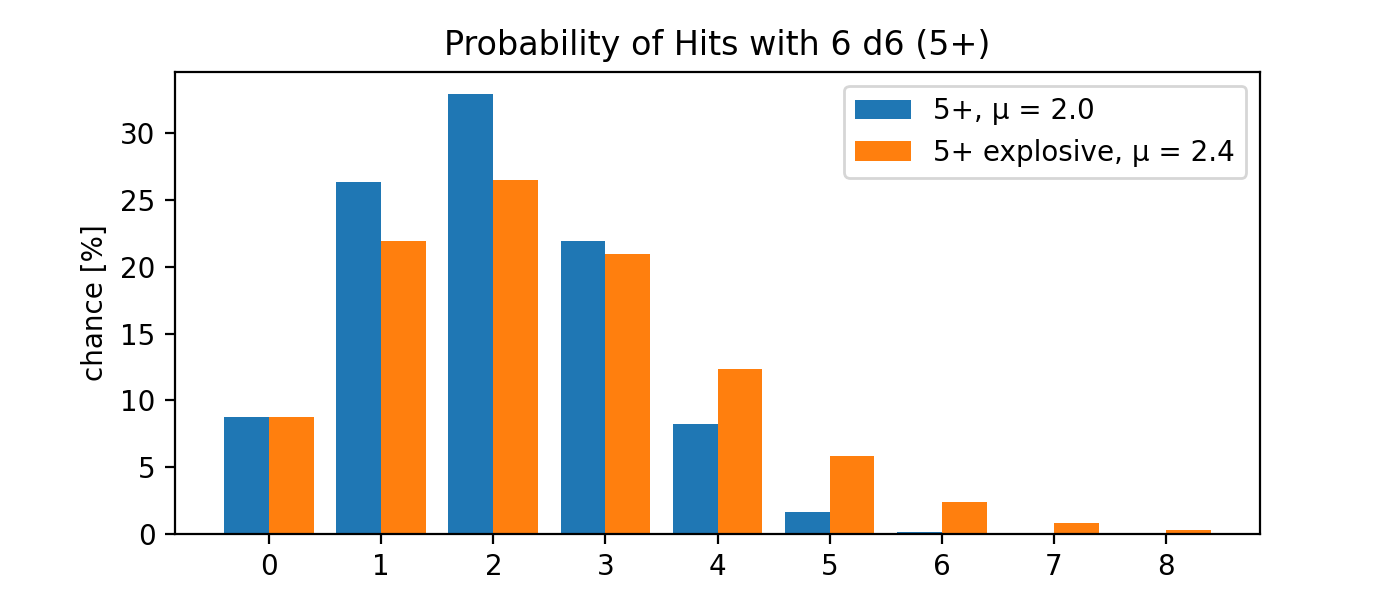 Probability of Hits with 6 d6 (5+)
5+, μ = 2.0
5+ explosive, μ = 2.4
chance [%]
30
25
20
15
10
5
0
0 1 2 3 4 5 6 7 8